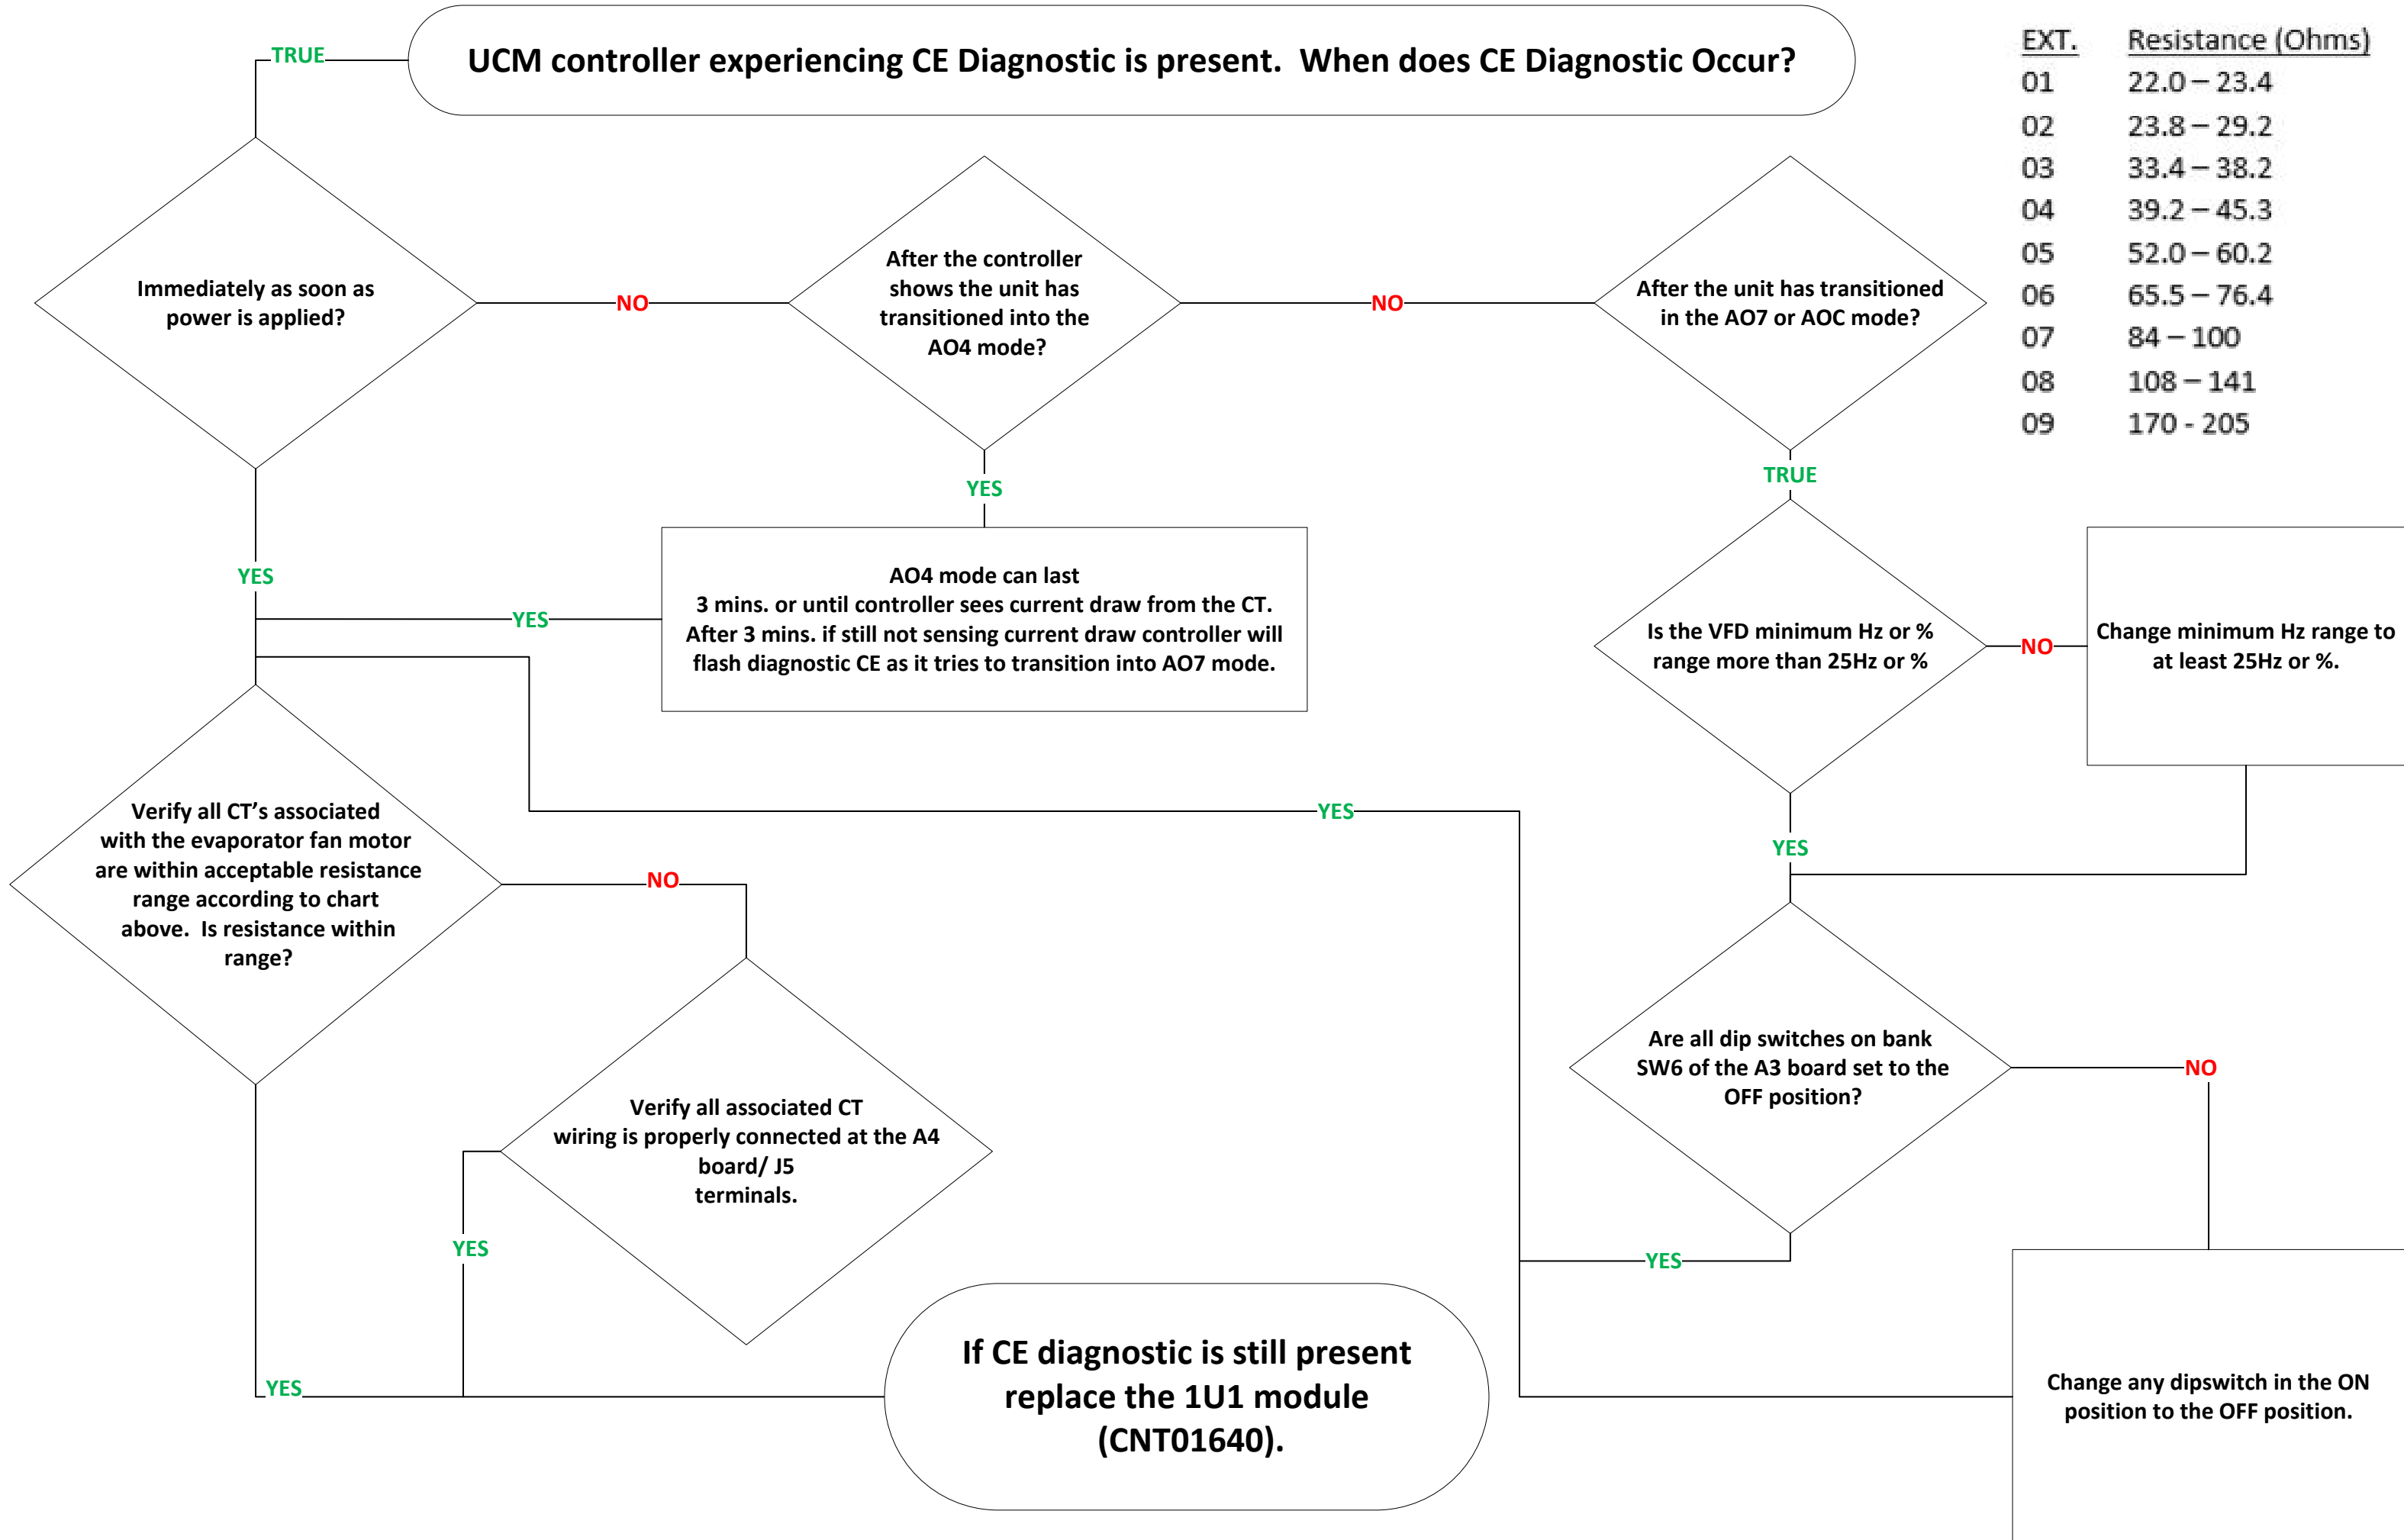 TRUE
UCM controller experiencing CE Diagnostic is present.  When does CE Diagnostic Occur?
EXT. Resistance (Ohms)
01 22.0 – 23.4
02 23.8 – 29.2
03 33.4 – 38.2
04 39.2 – 45.3
05 52.0 – 60.2
06 65.5 – 76.4
07 84 – 100
08 108 – 141
09 170 - 205
Immediately as soon as
power is applied?
NO
After the controller
shows the unit has
transitioned into the
AO4 mode?
NO
After the unit has transitioned
in the AO7 or AOC mode?
YES
YES
TRUE
AO4 mode can last
3 mins. or until controller sees current draw from the CT.
After 3 mins. if still not sensing current draw controller will
flash diagnostic CE as it tries to transition into AO7 mode.
YES
Is the VFD minimum Hz or %
range more than 25Hz or %
NO
Change minimum Hz range to
at least 25Hz or %.
YES
YES
Verify all CT’s associated
with the evaporator fan motor
are within acceptable resistance
range according to chart
above.  Is resistance within
range?
NO
Verify all associated CT
wiring is properly connected at the A4
board/ J5
terminals.
YES
Are all dip switches on bank
SW6 of the A3 board set to the
OFF position?
NO
YES
Change any dipswitch in the ON
position to the OFF position.
YES
If CE diagnostic is still present
replace the 1U1 module
(CNT01640).